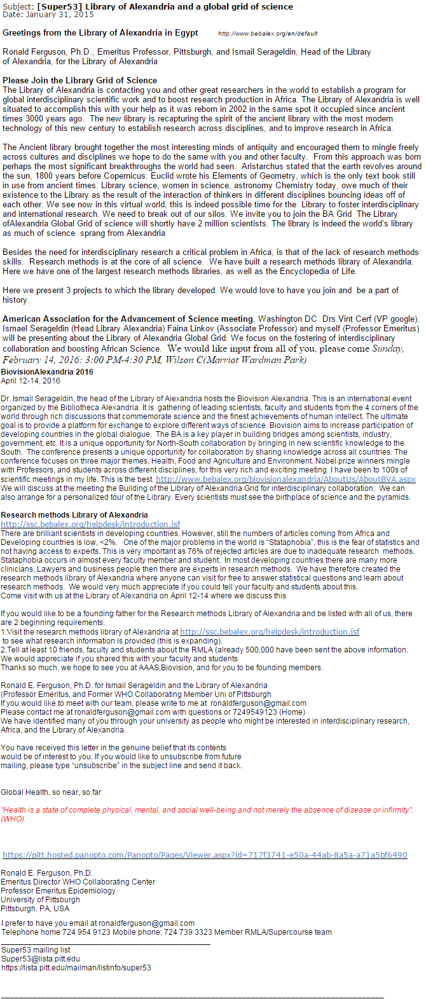 Subject: [Super53] Library of Alexandria and a global grid of science
Date: January 31, 2015
Greetings from the Library of Alexandria in Egypt http://www.bebalex.org/en/default
Ronald Ferguson, Ph.D., Emeritus Professor, Pittsburgh, and Ismail Serageldin, Head of the Library
of Alexandria, for the Library of Alexandria
Please Join the Library Grid of Science
The Library of Alexandria is contacting you and other great researchers in the world to establish a program for
global interdisciplinary scientific work and to boost research production in Africa. The Library of Alexandria is well
situated to accomplish this with your help as it was reborn in 2002 in the same spot it occupied since ancient
times 3000 years ago. The new library is recapturing the spirit of the ancient library with the most modern
technology of this new century to establish research across disciplines, and to improve research in Africa.
The Ancient library brought together the most interesting minds of antiquity and encouraged them to mingle freely
across cultures and disciplines we hope to do the same with you and other faculty. From this approach was born
perhaps the most significant breakthroughs the world had seen. Aristarchus stated that the earth revolves around
the sun, 1800 years before Copernicus. Euclid wrote his Elements of Geometry, which is the only text book still
in use from ancient times. Library science, women in science, astronomy Chemistry today, owe much of their
existence to the Library as the result of the interaction of thinkers in different disciplines bouncing ideas off of
each other. We see now in this virtual world, this is indeed possible time for the Library to foster interdisciplinary
and international research. We need to break out of our silos. We invite you to join the BA Grid The Library
ofAlexandria Global Grid of science will shortly have 2 million scientists. The library is indeed the world's library
as much of science sprang from Alexandria
Besides the need for interdisciplinary research a critical problem in Africa, is that of the lack of research methods
skills. Research methods is at the core of all science. We have built a research methods library of Alexandria.
Here we have one of the largest research methods libraries, as well as the Encyclopedia of Life.
Here we present 3 projects to which the library developed. We would love to have you join and be a part of
history.
American Association for the Advancement of Science meeting, Washington DC Drs.Vint Cerf (VP google),
Ismael Serageldin (Head Library Alexandria) Faina Linkov (Associate Professor) and myself (Professor Emeritus)
will be presenting about the Library of Alexandria Global Grid. We focus on the fostering of interdisciplinary
collaboration and boosting African Science. We would like input from all of you, please come Sunday,
February 14, 2016: 3:00 PM-4:30 PM, Wilson C(Marriot Wardman Park)
BiovisionAlexandria 2016
April 12-14, 2016
Dr. Ismail Serageldin, the head of the Library of Alexandria hosts the Biovision Alexandria. This is an international event
organized by the Bibliotheca Alexandria. It is gathering of leading scientists, faculty and students from the 4 corners of the
world through rich discussions that commemorate science and the finest achievements of human intellect. The ultimate
goal is to provide a platform for exchange to explore different ways of science. Biovision aims to increase participation of
developing countries in the global dialogue. The BA is a key player in building bridges among scientists, industry,
government, etc. It is a unique opportunity for North-South collaboration by bringing in new scientific knowledge to the
South. The conference presents a unique opportunity for collaboration by sharing knowledge across all countries. The
conference focuses on three major themes, Health, Food and Agriculture and Environment. Nobel prize winners mingle
with Professors, and students across different disciplines, for this very rich and exciting meeting. I have been to 100s of
scientific meetings in my life. This is the best. http://www.bebalex.org/biovisionalexandria/AboutUs/AboutBVA.aspx
We will discuss at the meeting the Building of the Library of Alexandria Grid for interdisciplinary collaboration. We can
also arrange for a personalized tour of the Library. Every scientists must see the birthplace of science and the pyramids.
Research methods Library of Alexandria
http://ssc.bebalex.org/helpdesk/introduction.jsf
There are brilliant scientists in developing countries. However, still the numbers of articles coming from Africa and
Developing countries is low, <2%. One of the major problems in the world is “Stataphobia”, this is the fear of statistics and
not having access to experts. This is very important as 76% of rejected articles are due to inadequate research methods.
Stataphobia occurs in almost every faculty member and student. In most developing countries there are many more
clinicians, Lawyers and business people then there are experts in research methods. We have therefore created the
research methods library of Alexandria where anyone can visit for free to answer statistical questions and learn about
research methods. We would very much appreciate if you could tell your faculty and students about this.
Come visit with us at the Library of Alexandria on April 12-14 where we discuss this
If you would like to be a founding father for the Research methods Library of Alexandria and be listed with all of us, there
are 2 beginning requirements.
1.Visit the research methods library of Alexandria at http://ssc.bebalex.org/helpdesk/introduction.jsf
to see what research information is provided (this is expanding).
2.Tell at least 10 friends, faculty and students about the RMLA (already 500,000 have been sent the above information.
We would appreciate if you shared this with your faculty and students
Thanks so much, we hope to see you at AAAS,Biovision, and for you to be founding members.
Ronald E. Ferguson, Ph.D. for Ismail Serageldin and the Library of Alexandria
(Professor Emeritus, and Former WHO Collaborating Member Uni of Pittsburgh
If you would like to meet with our team, please write to me at ronaldferguson@gmail.com
Please contact me at ronaldferguson@gmail.com with questions or 7249549123 (Home)
We have identified many of you through your university as people who might be interested in interdisciplinary research,
Africa, and the Library of Alexandria.
You have received this letter in the genuine belief that its contents
would be of interest to you. If you would like to unsubscribe from future
mailing, please type “unsubscribe” in the subject line and send it back.
Global Health, so near, so far
"Health is a state of complete physical, mental, and social well-being and not merely the absence of disease or infirmity".
(WHO)
https://pitt.hosted.panopto.com/Panopto/Pages/Viewer.aspx?id=717f3741-e50a-44ab-8a5a-a71a5bf6490
Ronald E. Ferguson, Ph.D.
Emeritus Director WHO Collaborating Center
Professor Emeritus Epidemiology
University of Pittsburgh
Pittsburgh, PA, USA
I prefer to have you email at ronaldferguson@gmail.com
Telephone home 724 954 9123 Mobile phone: 724 739 3323 Member RMLA/Supercourse team
Super53 mailing list
Super53@lista.pitt.edu
https://lista.pitt.edu/mailman/listinfo/super53